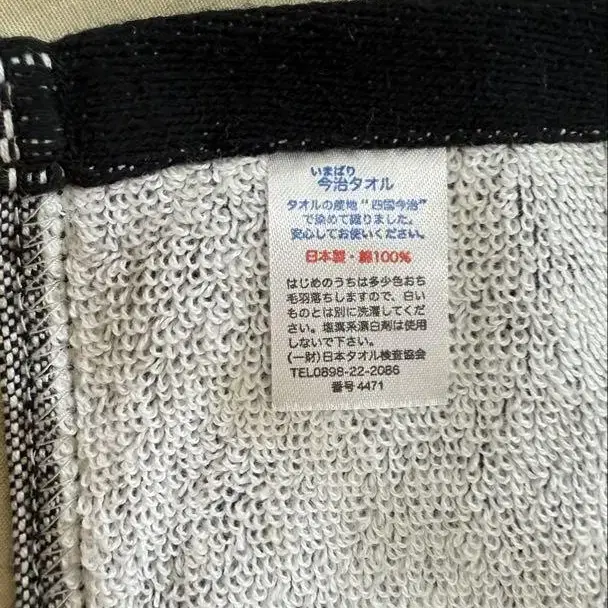 いまばり
今治タオル
タオルの産地“四国今治”
で染めて織りました。
安心してお使いください。
日本製・綿100%
はじめのうちは多少色おち
毛羽落ちしますので、白い
ものとは別に洗濯してくだ
さい。塩素系漂白剤は使用
しないで下さい。
(一財)日本タオル検査協会
TEL0898-22-2086
番号4471